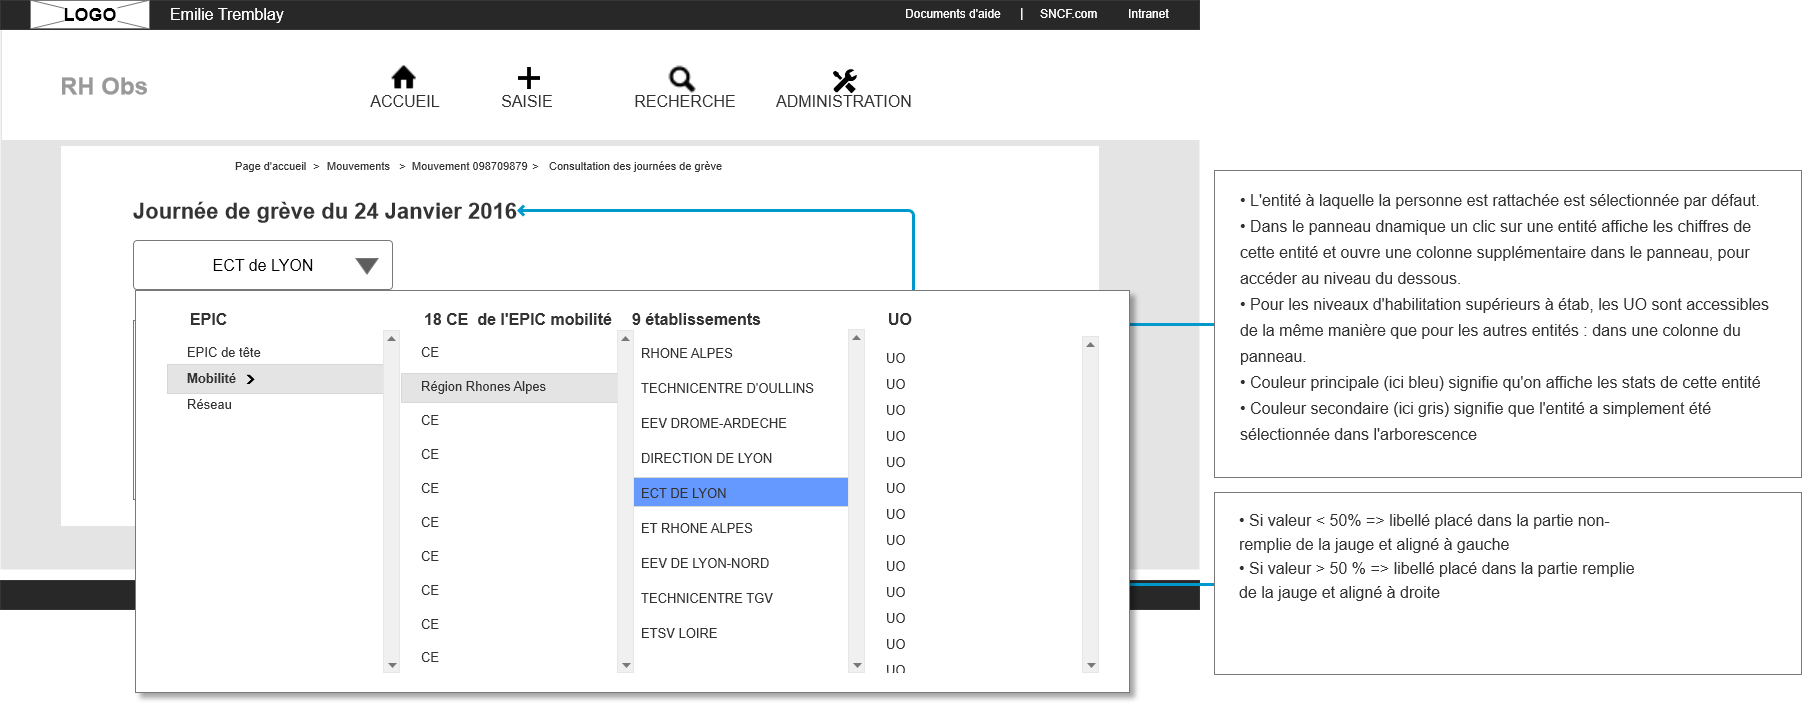 LOGO Emilie Tremblay Documents d'aide | SNCF.com Intranet
RH Obs
ACCUEIL SAISIE RECHERCHE ADMINISTRATION
Page d'accueil > Mouvements > Mouvement 098709879 > Consultation des journées de grève
Journée de grève du 24 Janvier 2016
ECT de LYON
EPIC
EPIC de tête
Mobilité
Réseau
18 CE de l'EPIC mobilité
CE
Région Rhones Alpes
CE
CE
CE
CE
CE
CE
CE
CE
9 établissements
RHONE ALPES
TECHNICENTRE D'OULLINS
EEV DROME-ARDECHE
DIRECTION DE LYON
ECT DE LYON
ET RHONE ALPES
EEV DE LYON-NORD
TECHNICENTRE TGV
ETSV LOIRE
UO
UO
UO
UO
UO
UO
UO
UO
UO
UO
UO
UO
UO
UO
• L'entité à laquelle la personne est rattachée est sélectionnée par défaut.
• Dans le panneau dnamique un clic sur une entité affiche les chiffres de
cette entité et ouvre une colonne supplémentaire dans le panneau, pour
accéder au niveau du dessous.
• Pour les niveaux d'habilitation supérieurs à étab, les UO sont accessibles
de la même manière que pour les autres entités : dans une colonne du
panneau.
• Couleur principale (ici bleu) signifie qu'on affiche les stats de cette entité
• Couleur secondaire (ici gris) signifie que l'entité a simplement été
sélectionnée dans l'arborescence
• Si valeur < 50% => libellé placé dans la partie non-
remplie de la jauge et aligné à gauche
• Si valeur > 50 % => libellé placé dans la partie remplie
de la jauge et aligné à droite